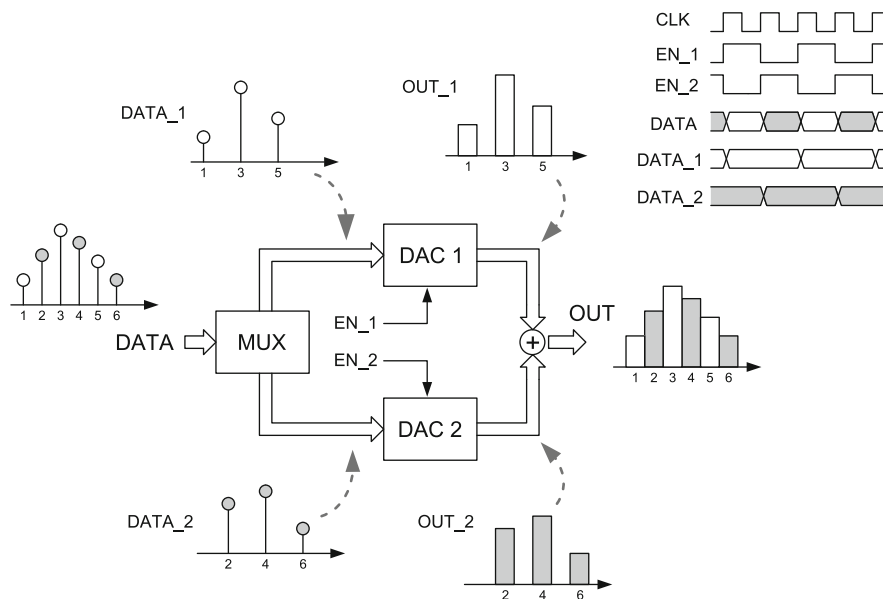 CLK
EN_1
EN_2
DATA
DATA_1
DATA_2
DATA_1
1 3 5
OUT_1
1 3 5
1 2 3 4 5 6
DATA
MUX
DAC 1
EN_1
EN_2
DAC 2
+
OUT
1 2 3 4 5 6
DATA_2
2 4 6
OUT_2
2 4 6